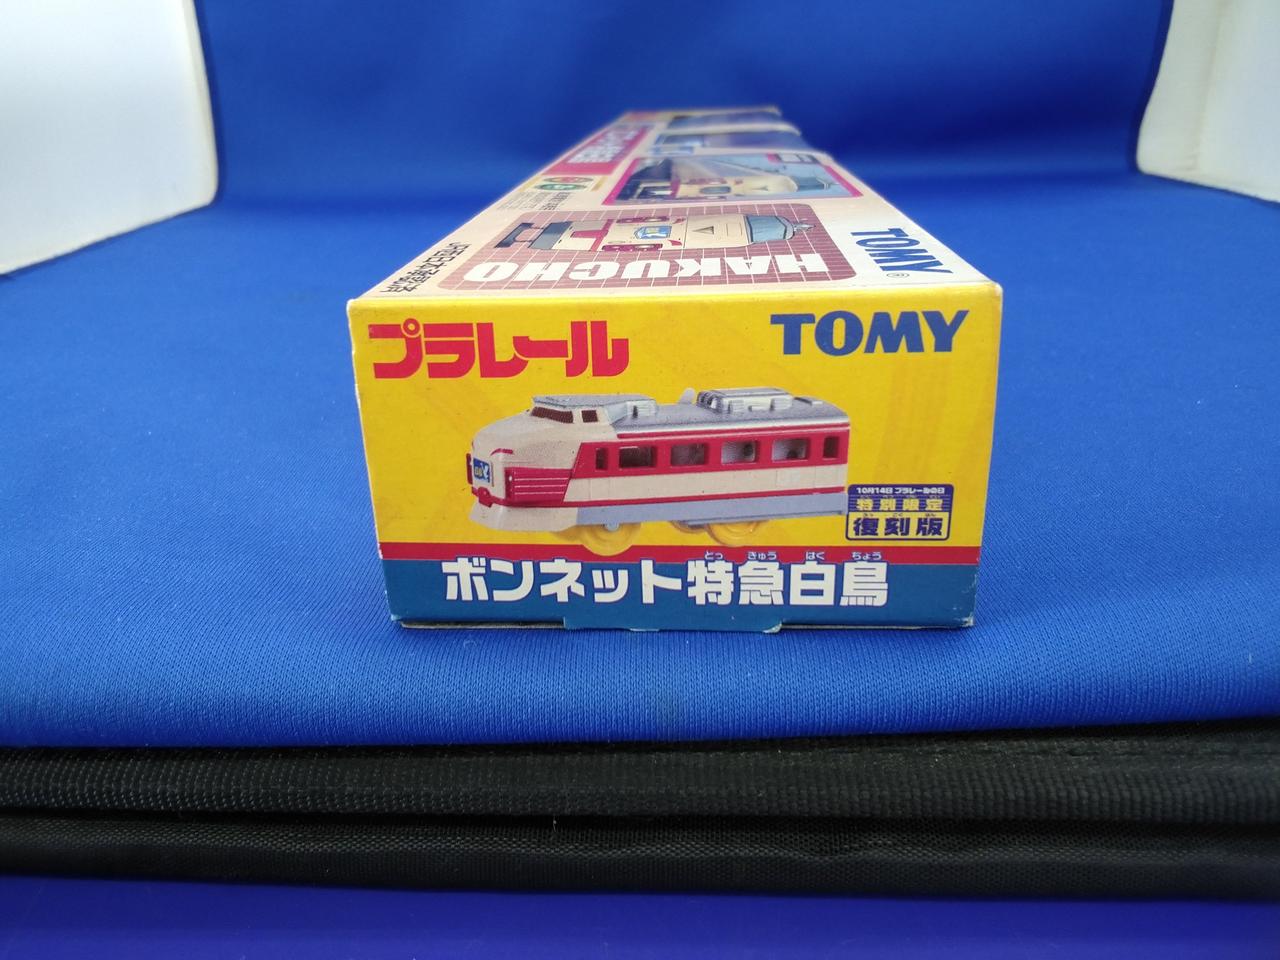 TOMY
HAKUCHO
プラレール
TOMY
10月14日 プラレールの日
特別限定
復刻版
とっ きゅう はく ちょう
ボンネット特急白鳥